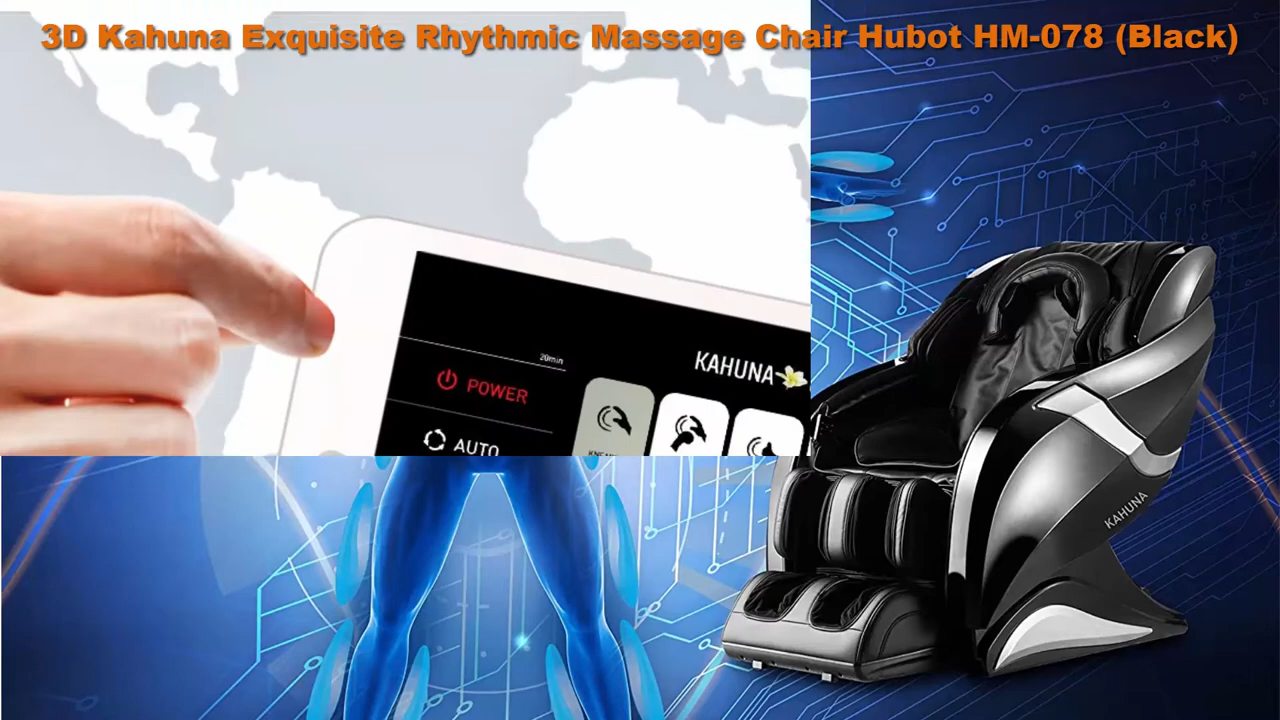 3D Kahuna Exquisite Rhythmic Massage Chair Hubot HM-078 (Black)
20min
KAHUNA
POWER
AUTO
KAHUNA